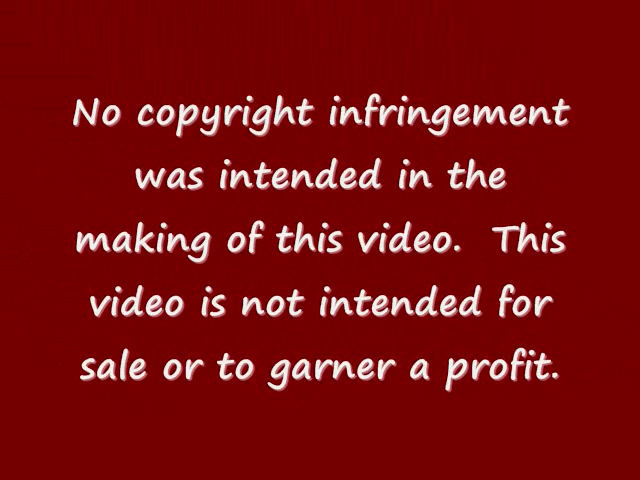 No copyright infringement
was intended in the
making of this video.  This
video is not intended for
sale or to garner a profit.